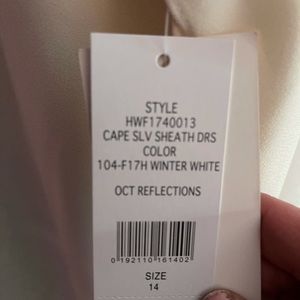 STYLE
HWF1740013
CAPE SLV SHEATH DRS
COLOR
104-F17H WINTER WHITE
OCT REFLECTIONS
0 192110 161402
SIZE
14